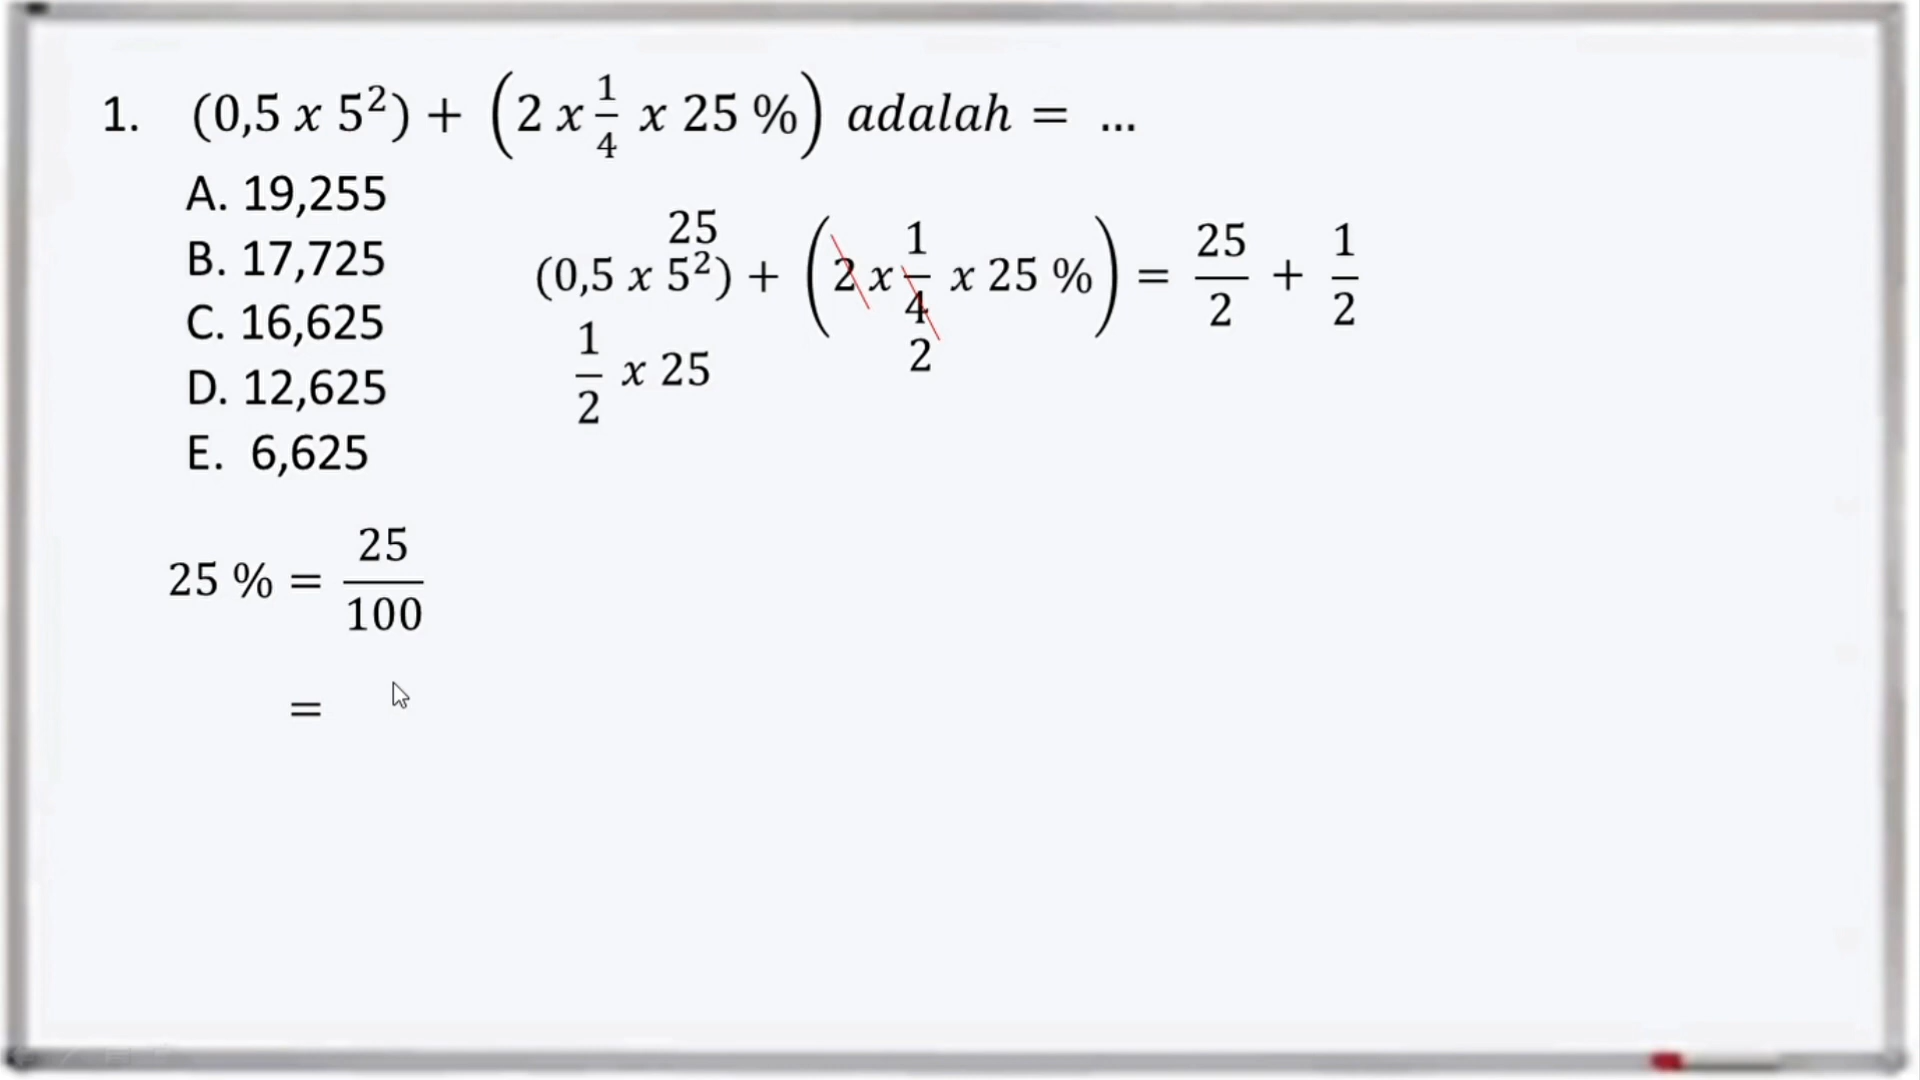 1. (0,5 x 5²) + (2 x 1/4 x 25 %) adalah = ...
A. 19,255
B. 17,725
C. 16,625
D. 12,625
E. 6,625
25
(0,5 x 5²) + (2 x 1/4 x 25 %) = 25/2 + 1/2
2
1/2 x 25
25 % = 25/100
=